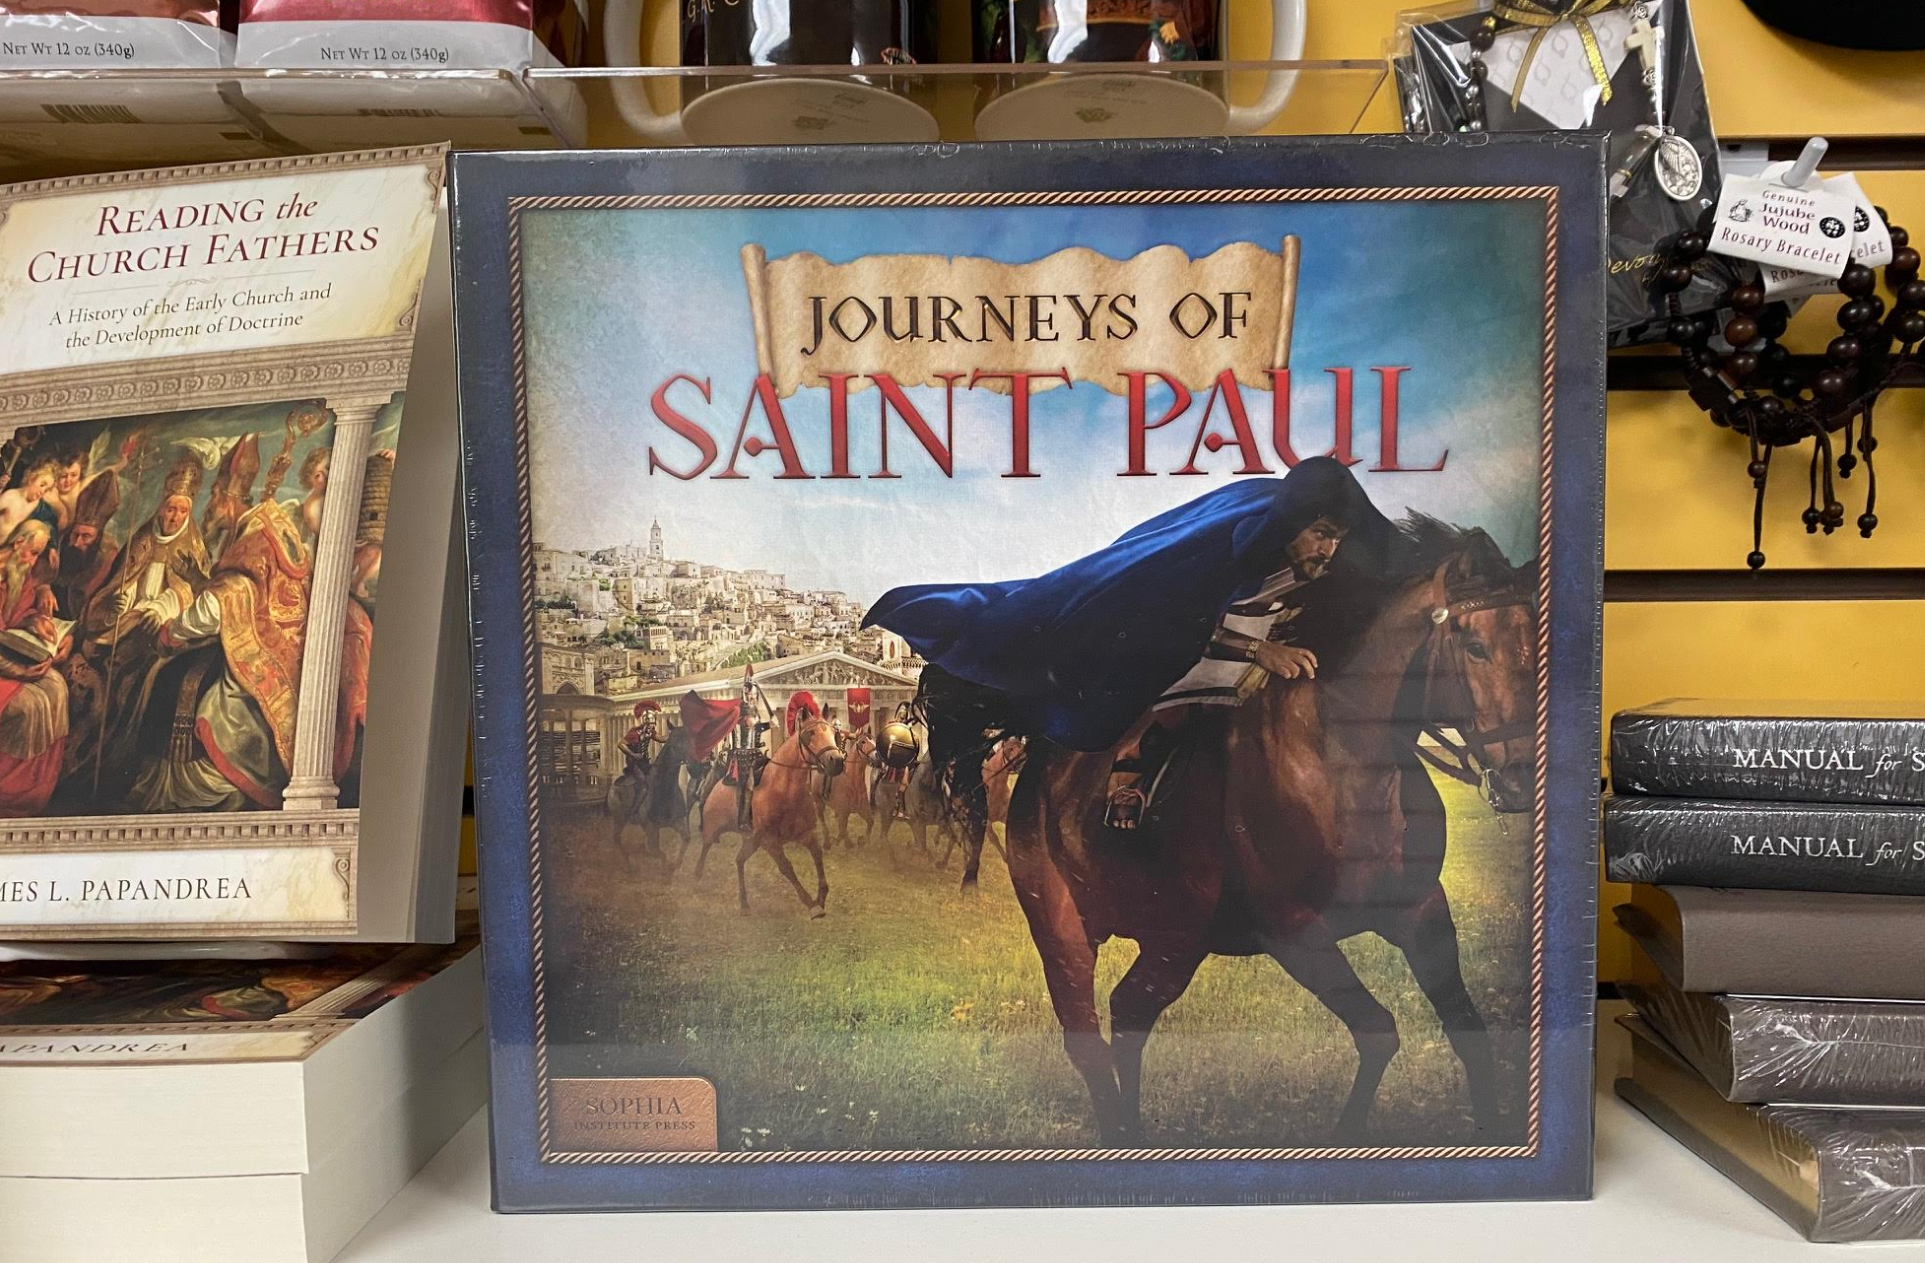 NET WT 12 OZ (340g)
NET WT 12 OZ (340g)
READING the
CHURCH FATHERS
A History of the Early Church and
the Development of Doctrine
MES L. PAPANDREA
APANDREA
JOURNEYS OF
SAINT PAUL
SOPHIA
INSTITUTE PRESS
Genuine
Jujube
Wood
Rosary Bracelet
elet
MANUAL for S
MANUAL for S